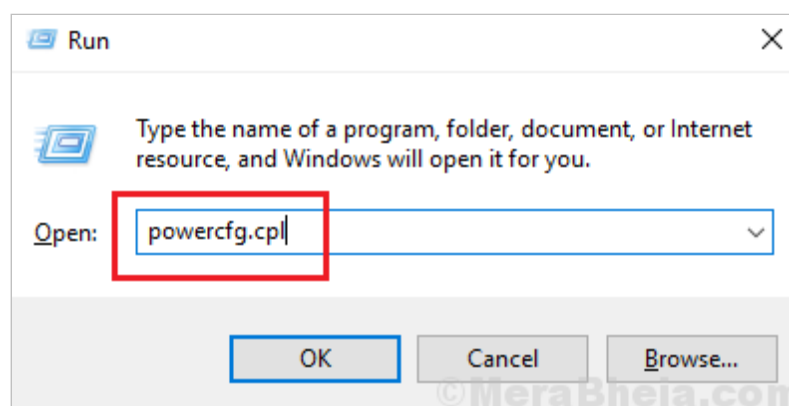 Run
Type the name of a program, folder, document, or Internet
resource, and Windows will open it for you.
Open: powercfg.cpl
OK Cancel Browse...
©MeraBheja.com